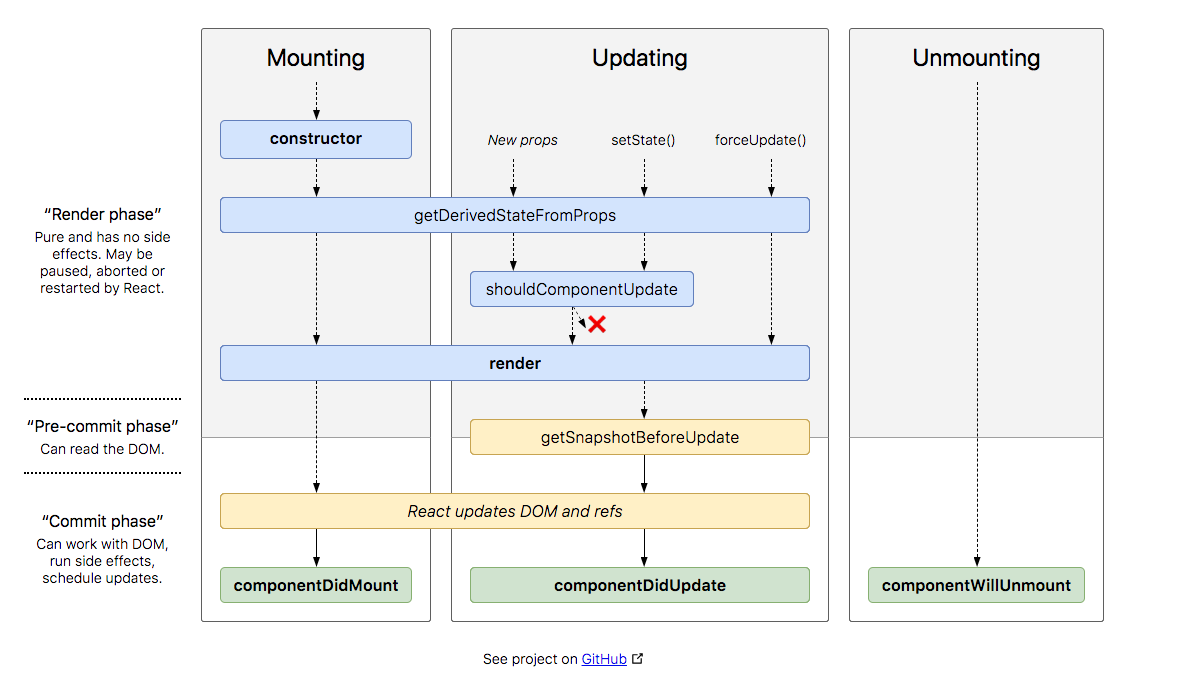 Mounting
Updating
Unmounting
constructor
New props
setState()
forceUpdate()
“Render phase”
Pure and has no side
effects. May be
paused, aborted or
restarted by React.
getDerivedStateFromProps
shouldComponentUpdate
render
“Pre-commit phase”
Can read the DOM.
getSnapshotBeforeUpdate
“Commit phase”
Can work with DOM,
run side effects,
schedule updates.
React updates DOM and refs
componentDidMount
componentDidUpdate
componentWillUnmount
See project on GitHub